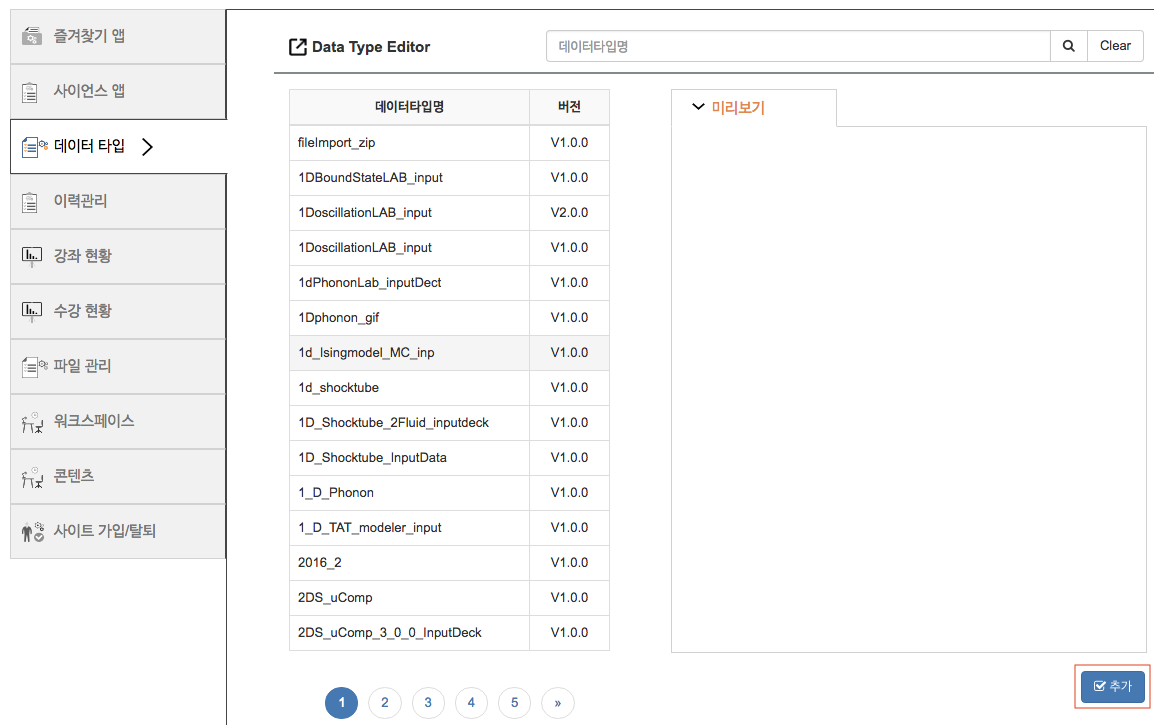 즐겨찾기 앱
사이언스 앱
데이터 타입
이력관리
강좌 현황
수강 현황
파일 관리
워크스페이스
콘텐츠
사이트 가입/탈퇴
Data Type Editor
데이터타입명
Clear
데이터타입명 버전
fileImport_zip V1.0.0
1DBoundStateLAB_input V1.0.0
1DoscillationLAB_input V2.0.0
1DoscillationLAB_input V1.0.0
1dPhononLab_inputDect V1.0.0
1Dphonon_gif V1.0.0
1d_Isingmodel_MC_inp V1.0.0
1d_shocktube V1.0.0
1D_Shocktube_2Fluid_inputdeck V1.0.0
1D_Shocktube_InputData V1.0.0
1_D_Phonon V1.0.0
1_D_TAT_modeler_input V1.0.0
2016_2 V1.0.0
2DS_uComp V1.0.0
2DS_uComp_3_0_0_InputDeck V1.0.0
1 2 3 4 5 »
미리보기
추가